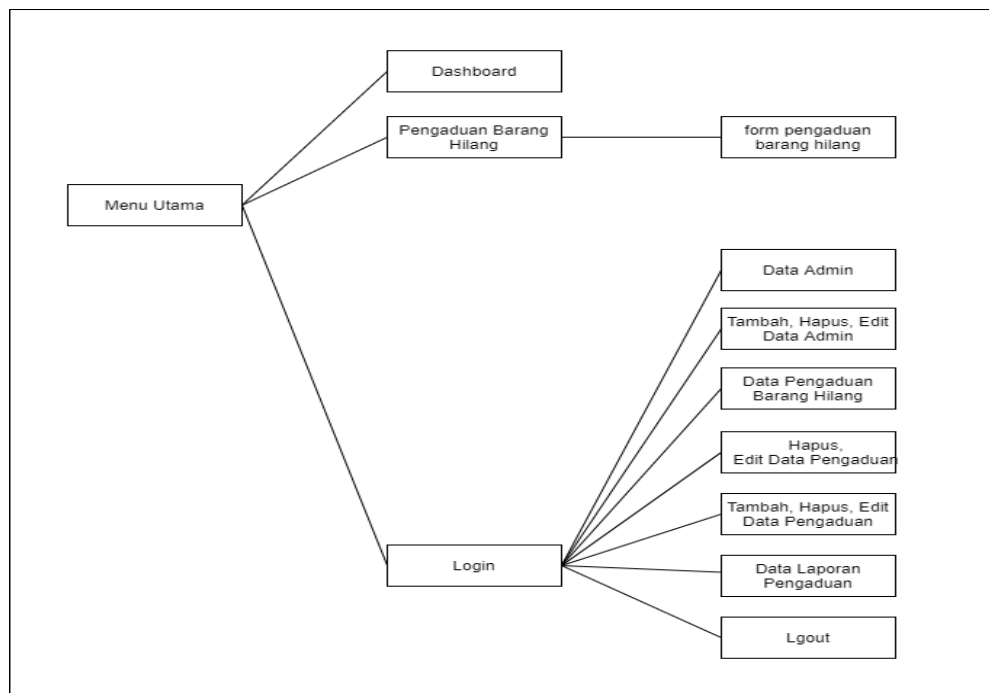 Dashboard
Pengaduan Barang
Hilang
form pengaduan
barang hilang
Menu Utama
Data Admin
Tambah, Hapus, Edit
Data Admin
Data Pengaduan
Barang Hilang
Hapus,
Edit Data Pengaduan
Tambah, Hapus, Edit
Data Pengaduan
Login
Data Laporan
Pengaduan
Lgout